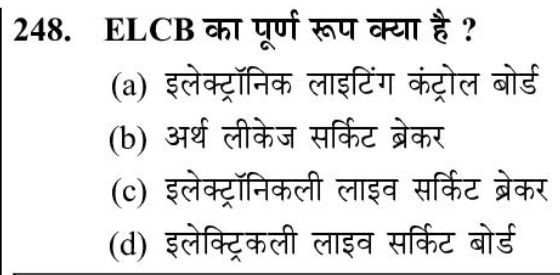 248. ELCB का पूर्ण रूप क्या है ?
(a) इलेक्ट्रॉनिक लाइटिंग कंट्रोल बोर्ड
(b) अर्थ लीकेज सर्किट ब्रेकर
(c) इलेक्ट्रॉनिकली लाइव सर्किट ब्रेकर
(d) इलेक्ट्रिकली लाइव सर्किट बोर्ड